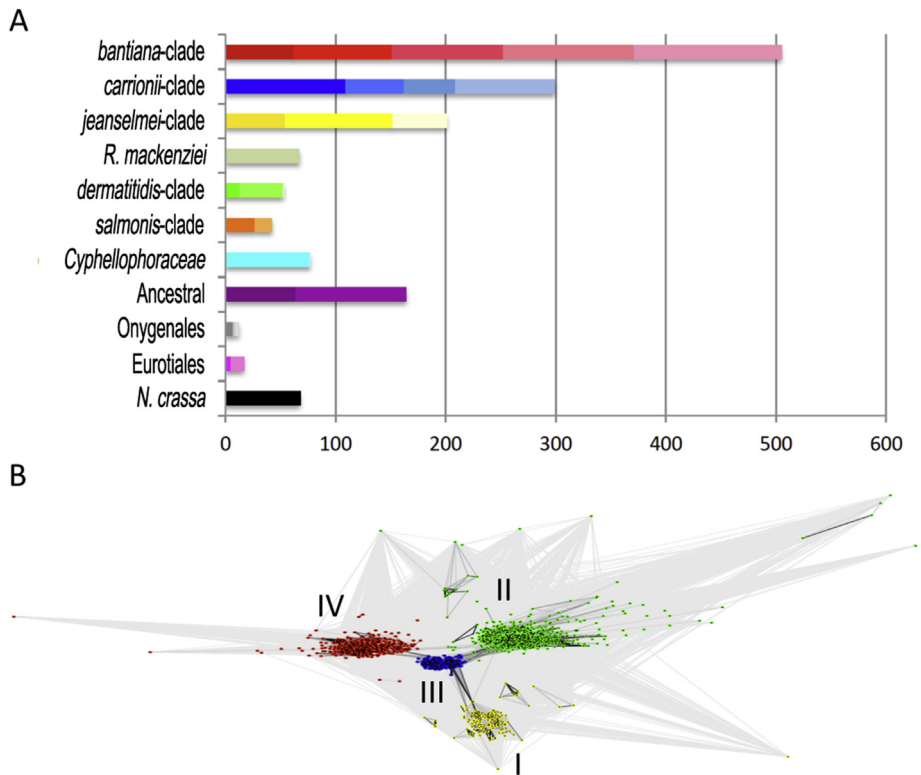 A
bantiana-clade
carrionii-clade
jeanselmei-clade
R. mackenziei
dermatitidis-clade
salmonis-clade
Cyphellophoraceae
Ancestral
Onygenales
Eurotiales
N. crassa
0 100 200 300 400 500 600
B
II
IV
III
I